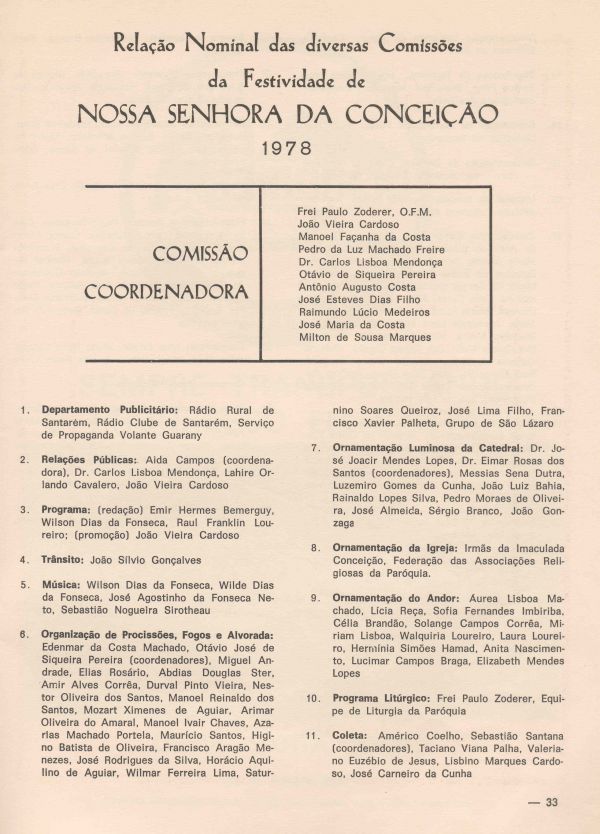 Relação Nominal das diversas Comissões
da Festividade de
NOSSA SENHORA DA CONCEIÇÃO
1978
COMISSÃO
COORDENADORA
Frei Paulo Zoderer, O.F.M.
João Vieira Cardoso
Manoel Façanha da Costa
Pedro da Luz Machado Freire
Dr. Carlos Lisboa Mendonça
Otávio de Siqueira Pereira
Antônio Augusto Costa
José Esteves Dias Filho
Raimundo Lúcio Medeiros
José Maria da Costa
Milton de Sousa Marques
1. Departamento Publicitário: Rádio Rural de
Santarém, Rádio Clube de Santarém, Serviço
de Propaganda Volante Guarany
2. Relações Públicas: Aida Campos (coordena-
dora), Dr. Carlos Lisboa Mendonça, Lahire Or-
lando Cavalero, João Vieira Cardoso
3. Programa: (redação) Emir Hermes Bemerguy,
Wilson Dias da Fonseca, Raul Franklin Lou-
reiro; (promoção) João Vieira Cardoso
4. Trânsito: João Sílvio Gonçalves
5. Música: Wilson Dias da Fonseca, Wilde Dias
da Fonseca, José Agostinho da Fonseca Ne-
to, Sebastião Nogueira Sirotheau
6. Organização de Procissões, Fogos e Alvorada:
Edenmar da Costa Machado, Otávio José de
Siqueira Pereira (coordenadores), Miguel An-
drade, Elias Rosário, Abdias Douglas Ster,
Amir Alves Corrêa, Durval Pinto Vieira, Nes-
tor Oliveira dos Santos, Manoel Reinaldo dos
Santos, Mozart Ximenes de Aguiar, Arimar
Oliveira do Amaral, Manoel Ivair Chaves, Aza-
rias Machado Portela, Maurício Santos, Higi-
no Batista de Oliveira, Francisco Aragão Me-
nezes, José Rodrigues da Silva, Horácio Aqui-
lino de Aguiar, Wilmar Ferreira Lima, Satur-
nino Soares Queiroz, José Lima Filho, Fran-
cisco Xavier Palheta, Grupo de São Lázaro
7. Ornamentação Luminosa da Catedral: Dr. Jo-
sé Joacir Mendes Lopes, Dr. Eimar Rosas dos
Santos (coordenadores), Messias Sena Dutra,
Luzemiro Gomes da Cunha, João Luiz Bahia,
Rainaldo Lopes Silva, Pedro Moraes de Olivei-
ra, José Almeida, Sérgio Branco, João Gon-
zaga
8. Ornamentação da Igreja: Irmãs da Imaculada
Conceição, Federação das Associações Reli-
giosas da Paróquia.
9. Ornamentação do Andor: Áurea Lisboa Ma-
chado, Lícia Reça, Sofia Fernandes Imbiriba,
Célia Brandão, Solange Campos Corrêa, Mi-
riam Lisboa, Walquiria Loureiro, Laura Lourei-
ro, Hermínia Simões Hamad, Anita Nascimen-
to, Lucimar Campos Braga, Elizabeth Mendes
Lopes
10. Programa Litúrgico: Frei Paulo Zoderer, Equi-
pe de Liturgia da Paróquia
11. Coleta: Américo Coelho, Sebastião Santana
(coordenadores), Taciano Viana Palha, Valeria-
no Euzébio de Jesus, Lisbino Marques Cardo-
so, José Carneiro da Cunha
— 33